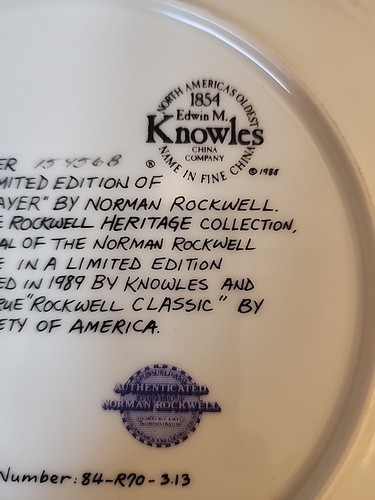 NORTH AMERICA'S OLDEST
1854
Edwin M.
Knowles
CHINA
COMPANY
NAME IN FINE CHINA
® © 1988
ER 15456B
MITED EDITION OF
AYER" BY NORMAN ROCKWELL.
E ROCKWELL HERITAGE COLLECTION,
AL OF THE NORMAN ROCKWELL
E IN A LIMITED EDITION
ED IN 1989 BY KNOWLES AND
RUE "ROCKWELL CLASSIC" BY
ETY OF AMERICA.
AUTHENTICATED
NORMAN ROCKWELL
Number: 84-R70-3.13